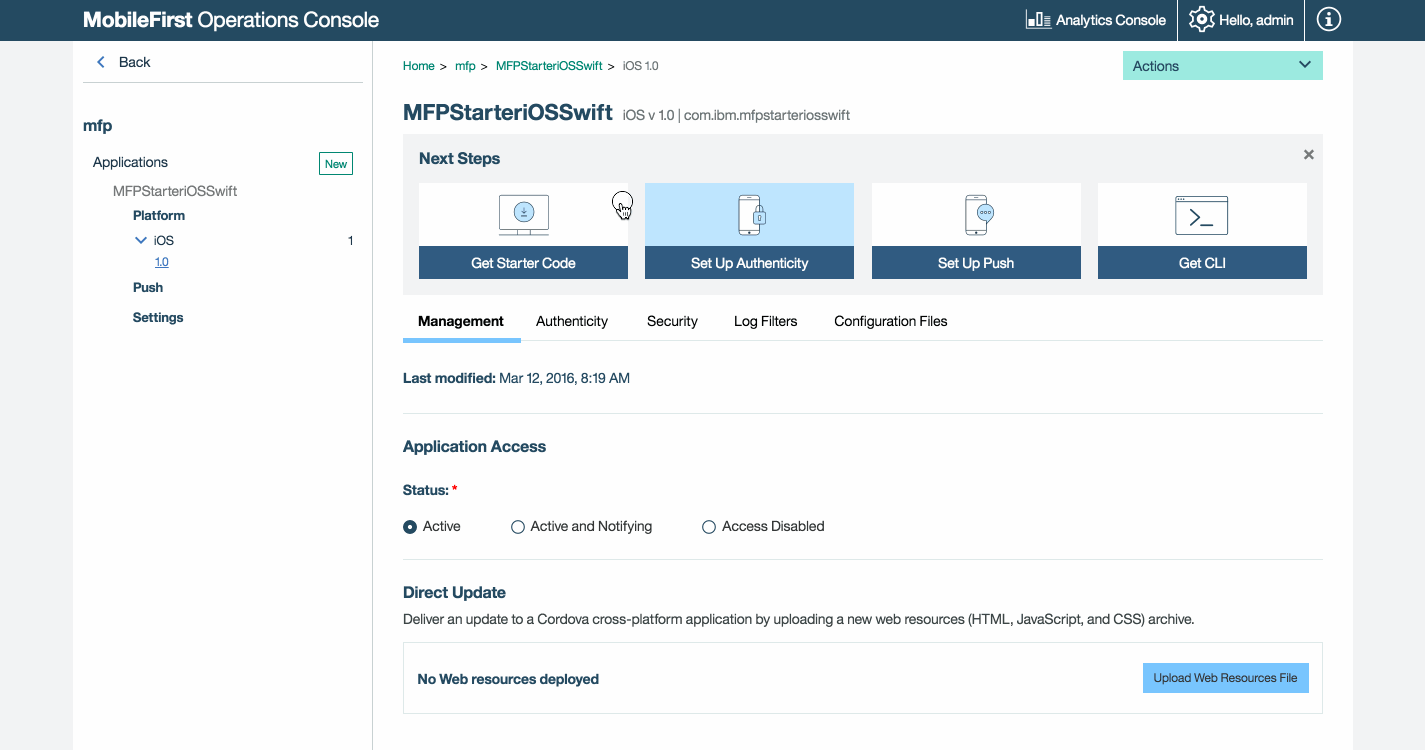 MobileFirst Operations Console
Analytics Console
Hello, admin
Back
mfp
Applications
New
MFPStarteriOSSwift
Platform
iOS
1
1.0
Push
Settings
Home > mfp > MFPStarteriOSSwift > iOS 1.0
Actions
MFPStarteriOSSwift iOS v 1.0 | com.ibm.mfpstarteriosswift
Next Steps
Get Starter Code
Set Up Authenticity
Set Up Push
Get CLI
Management
Authenticity
Security
Log Filters
Configuration Files
Last modified: Mar 12, 2016, 8:19 AM
Application Access
Status: *
Active
Active and Notifying
Access Disabled
Direct Update
Deliver an update to a Cordova cross-platform application by uploading a new web resources (HTML, JavaScript, and CSS) archive.
No Web resources deployed
Upload Web Resources File